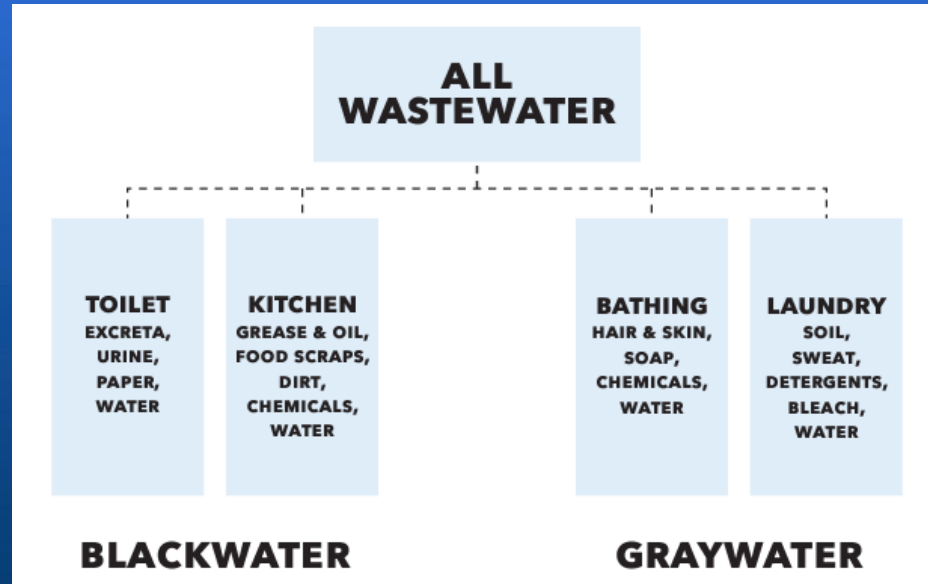 ALL
WASTEWATER
TOILET
EXCRETA,
URINE,
PAPER,
WATER
KITCHEN
GREASE & OIL,
FOOD SCRAPS,
DIRT,
CHEMICALS,
WATER
BATHING
HAIR & SKIN,
SOAP,
CHEMICALS,
WATER
LAUNDRY
SOIL,
SWEAT,
DETERGENTS,
BLEACH,
WATER
BLACKWATER
GRAYWATER